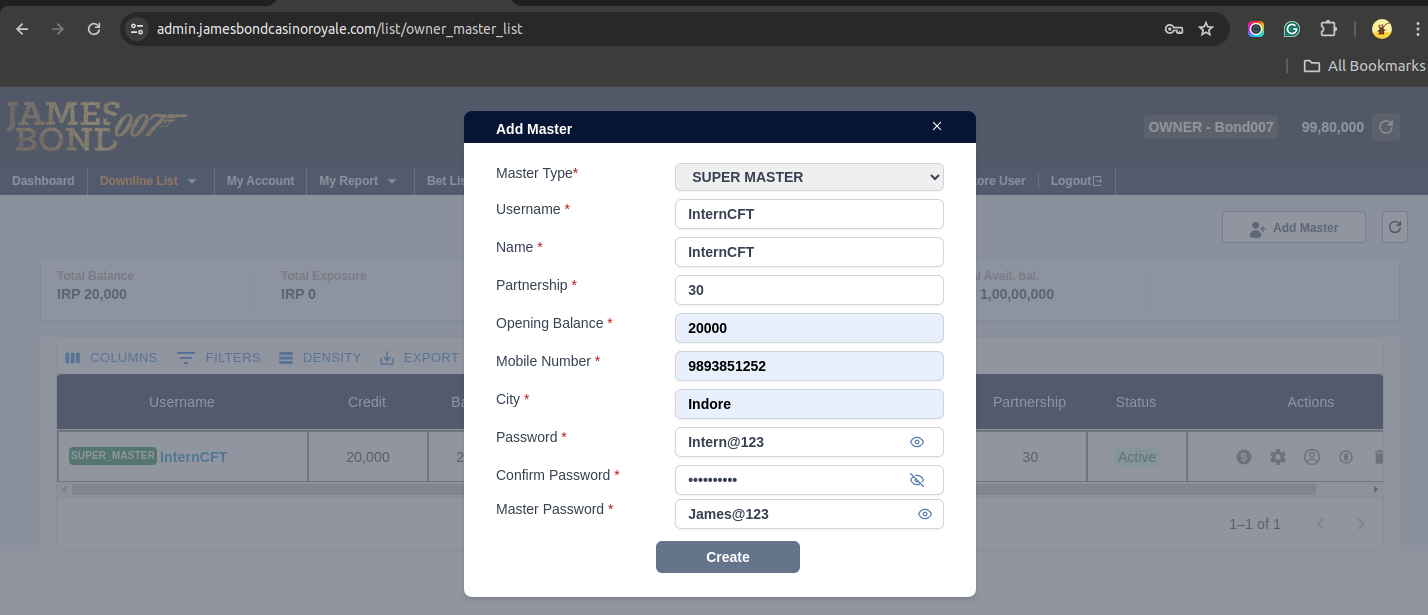 admin.jamesbondcasinoroyale.com/list/owner_master_list
All Bookmarks
JAMES
BOND 007
OWNER - Bond007 99,80,000
Dashboard Downline List My Account My Report Bet Lis ore User Logout
Add Master
Add Master
Total Balance Total Exposure l Avail. bal.
IRP 20,000 IRP 0 1,00,00,000
COLUMNS FILTERS DENSITY EXPORT
Username Credit Ba Partnership Status Actions
SUPER_MASTER InternCFT 20,000 2 30 Active
1–1 of 1
Master Type* SUPER MASTER
Username * InternCFT
Name * InternCFT
Partnership * 30
Opening Balance * 20000
Mobile Number * 9893851252
City * Indore
Password * Intern@123
Confirm Password * ••••••••••
Master Password * James@123
Create